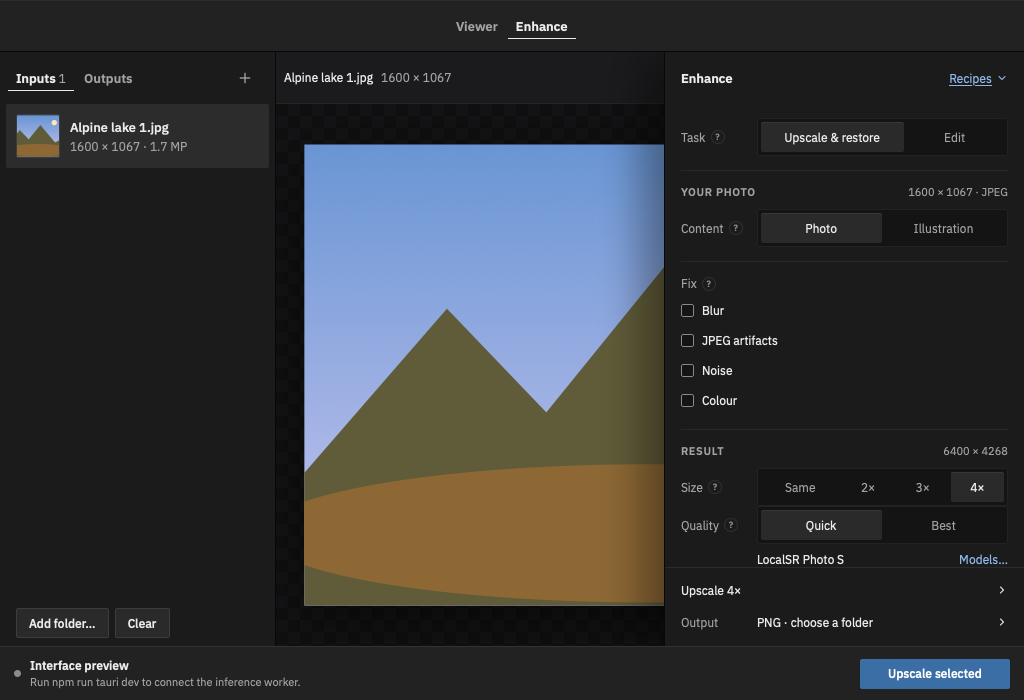 Viewer Enhance
Inputs 1 Outputs +
Alpine lake 1.jpg
1600 × 1067 · 1.7 MP
Add folder... Clear
Alpine lake 1.jpg 1600 × 1067
Enhance Recipes
Task ? Upscale & restore Edit
YOUR PHOTO 1600 × 1067 · JPEG
Content ? Photo Illustration
Fix ?
Blur
JPEG artifacts
Noise
Colour
RESULT 6400 × 4268
Size ? Same 2× 3× 4×
Quality ? Quick Best
LocalSR Photo S Models...
Upscale 4×
Output PNG · choose a folder
Interface preview
Run npm run tauri dev to connect the inference worker.
Upscale selected